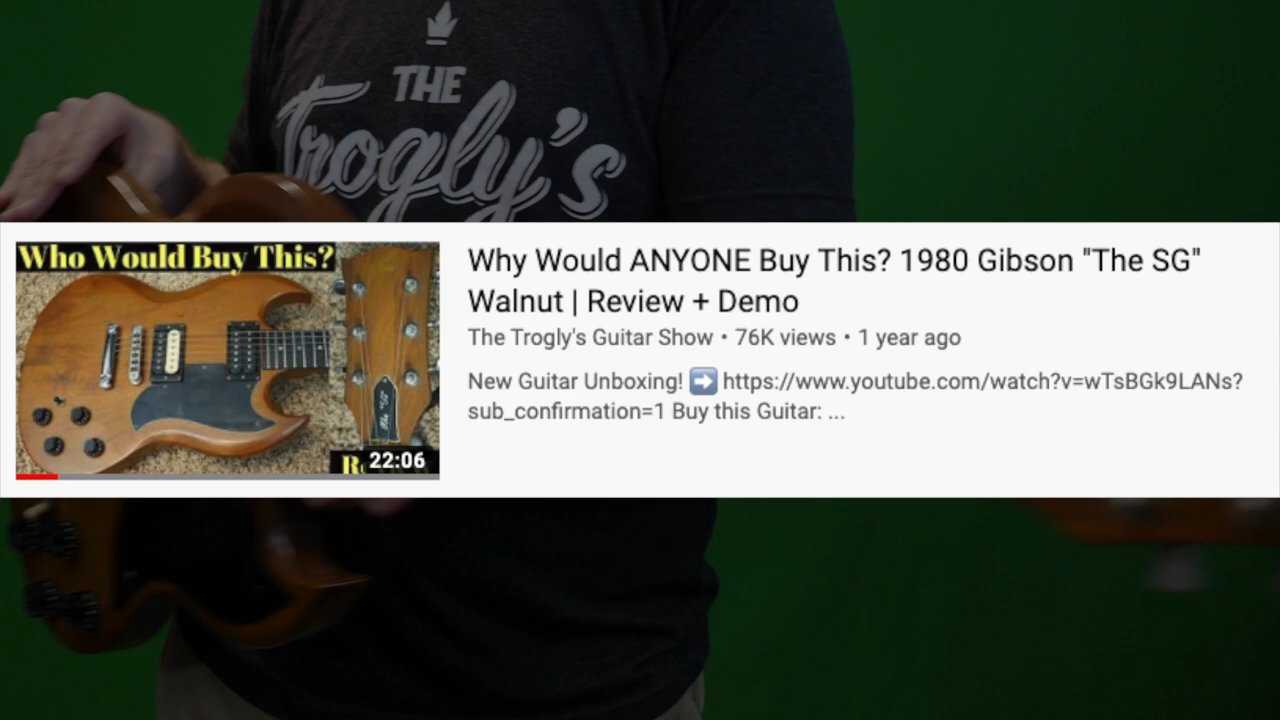 THE
Trogly's
Who Would Buy This?
22:06
Why Would ANYONE Buy This? 1980 Gibson "The SG"
Walnut | Review + Demo
The Trogly's Guitar Show • 76K views • 1 year ago
New Guitar Unboxing! ➡️ https://www.youtube.com/watch?v=wTsBGk9LANs?
sub_confirmation=1 Buy this Guitar: ...